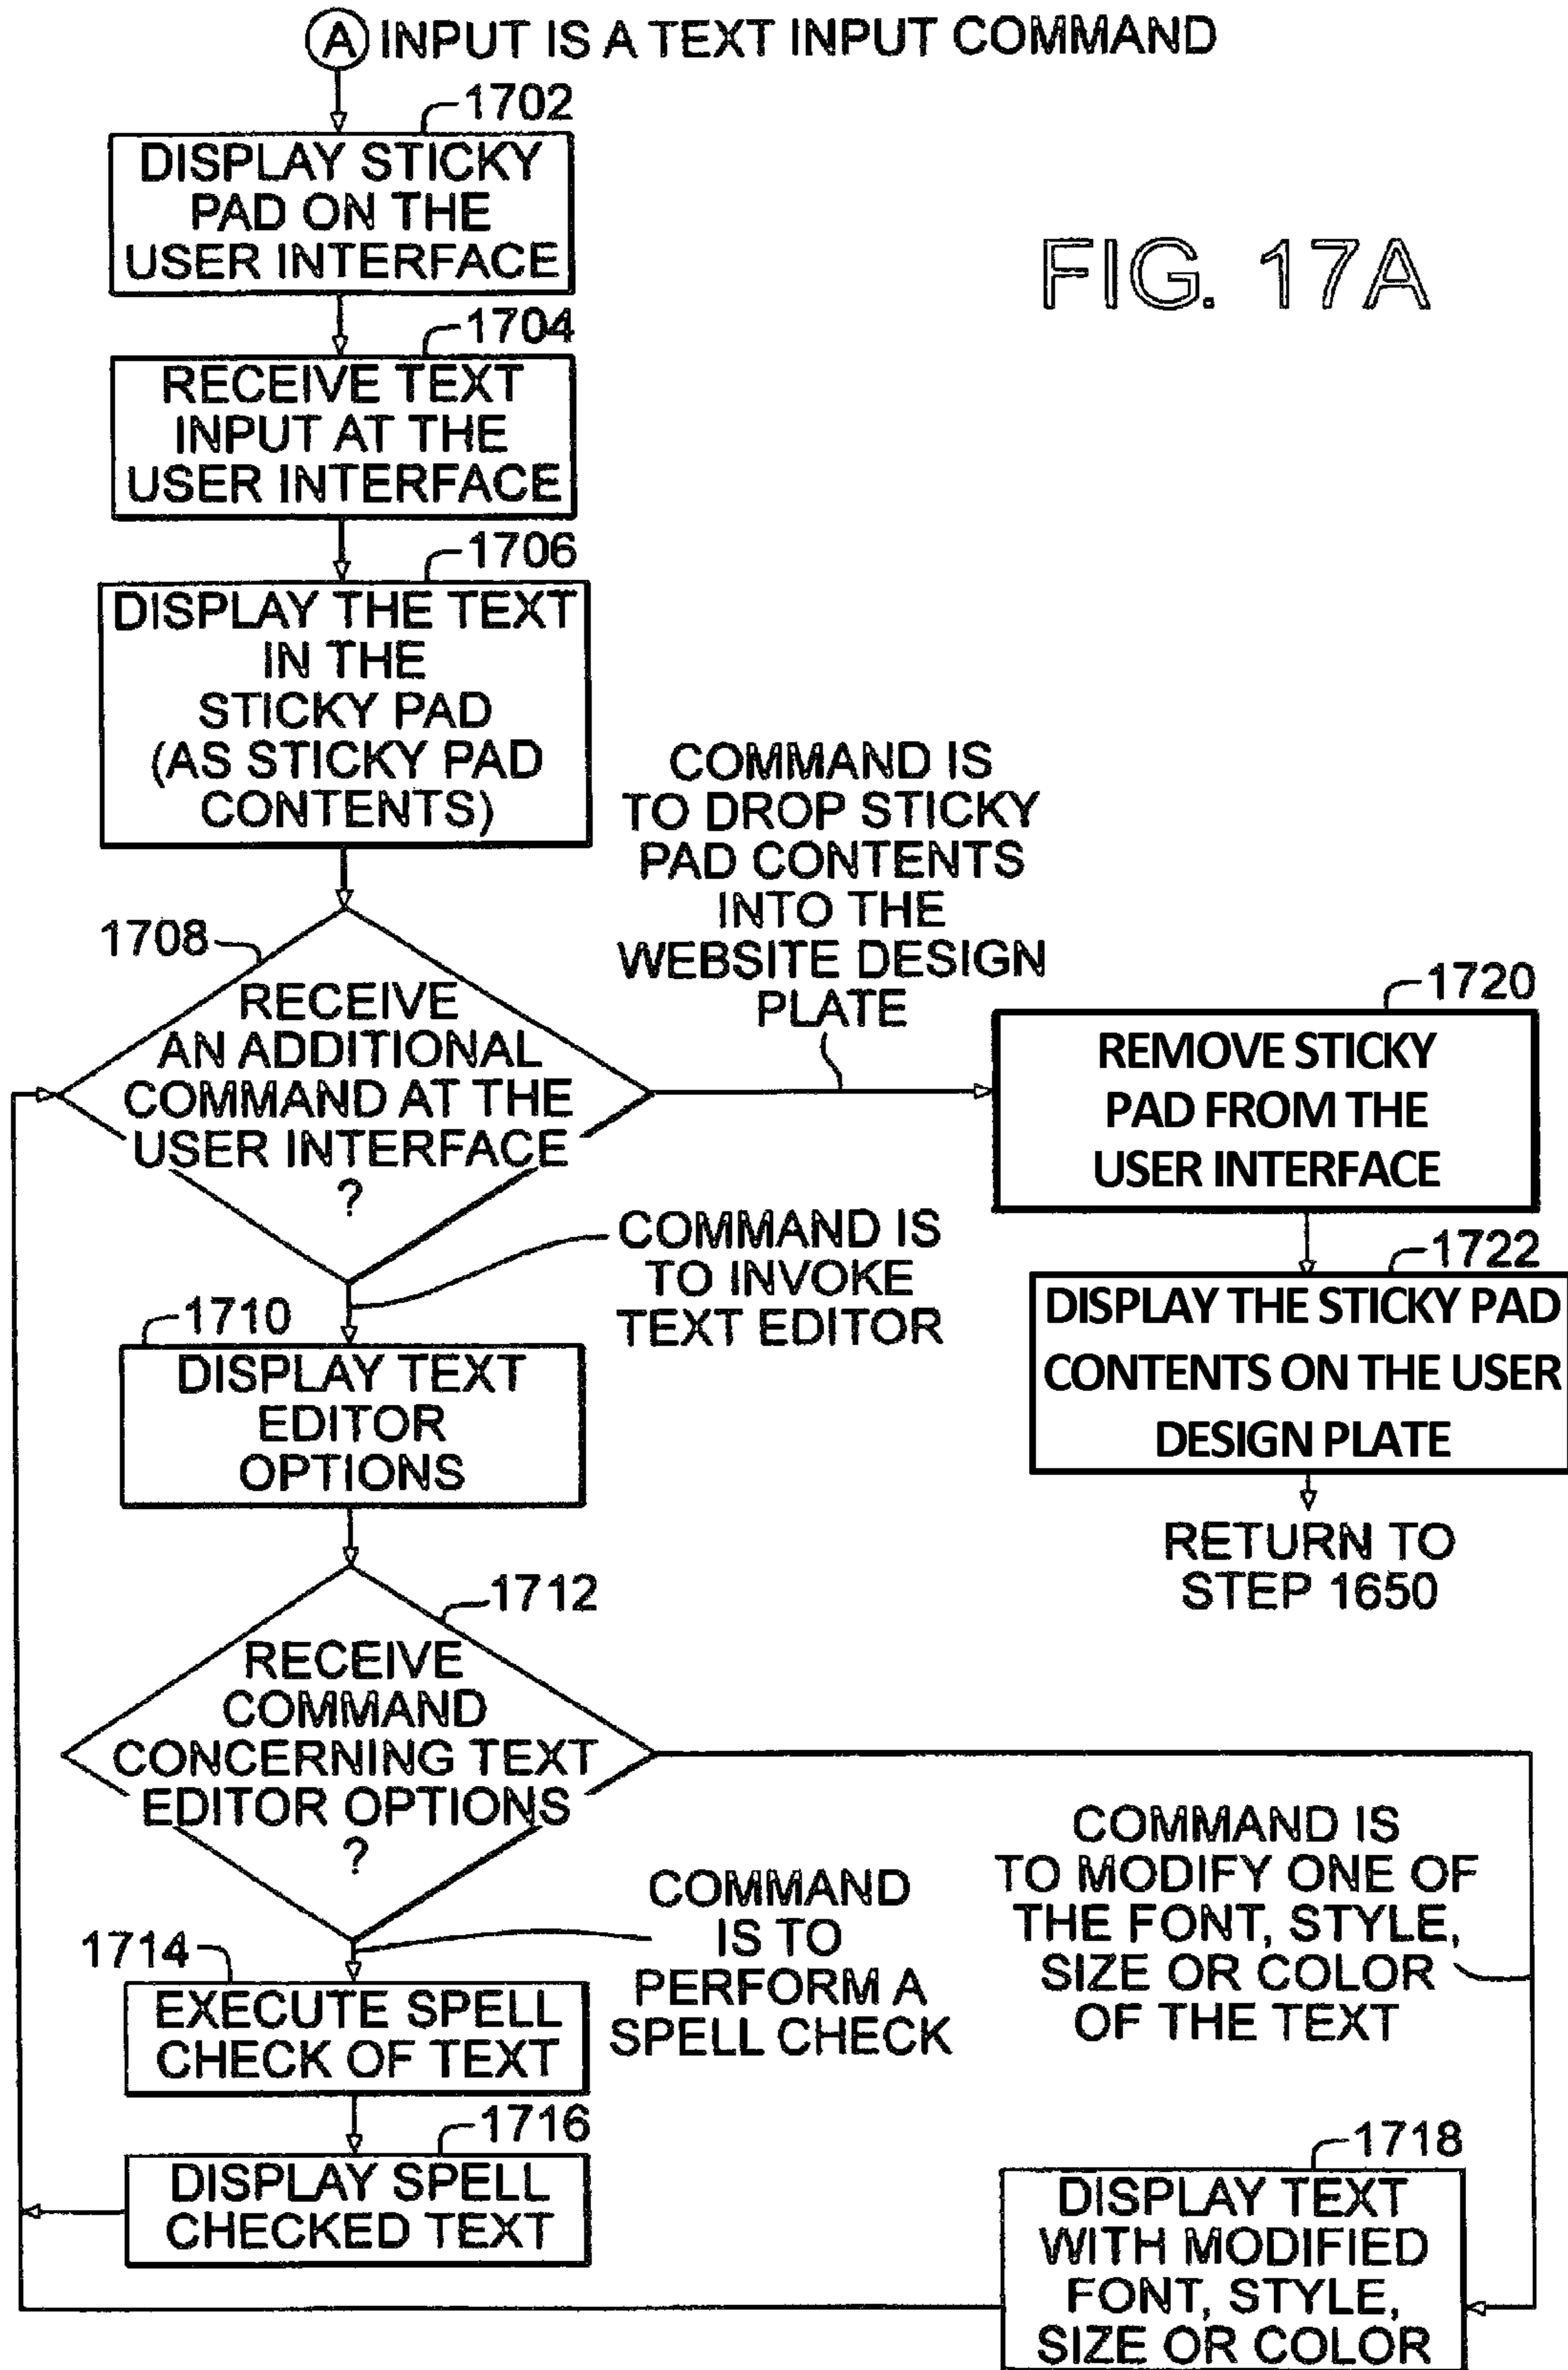 A INPUT IS A TEXT INPUT COMMAND
1702
DISPLAY STICKY
PAD ON THE
USER INTERFACE
FIG. 17A
1704
RECEIVE TEXT
INPUT AT THE
USER INTERFACE
1706
DISPLAY THE TEXT
IN THE
STICKY PAD
(AS STICKY PAD
CONTENTS)
COMMAND IS
TO DROP STICKY
PAD CONTENTS
INTO THE
WEBSITE DESIGN
PLATE
1708
RECEIVE
AN ADDITIONAL
COMMAND AT THE
USER INTERFACE
?
1720
REMOVE STICKY
PAD FROM THE
USER INTERFACE
COMMAND IS
TO INVOKE
TEXT EDITOR
1722
DISPLAY THE STICKY PAD
CONTENTS ON THE USER
DESIGN PLATE
RETURN TO
STEP 1650
1710
DISPLAY TEXT
EDITOR
OPTIONS
1712
RECEIVE
COMMAND
CONCERNING TEXT
EDITOR OPTIONS
?
COMMAND IS
TO MODIFY ONE OF
THE FONT, STYLE,
SIZE OR COLOR
OF THE TEXT
COMMAND
IS TO
PERFORM A
SPELL CHECK
1714
EXECUTE SPELL
CHECK OF TEXT
1716
DISPLAY SPELL
CHECKED TEXT
1718
DISPLAY TEXT
WITH MODIFIED
FONT, STYLE,
SIZE OR COLOR